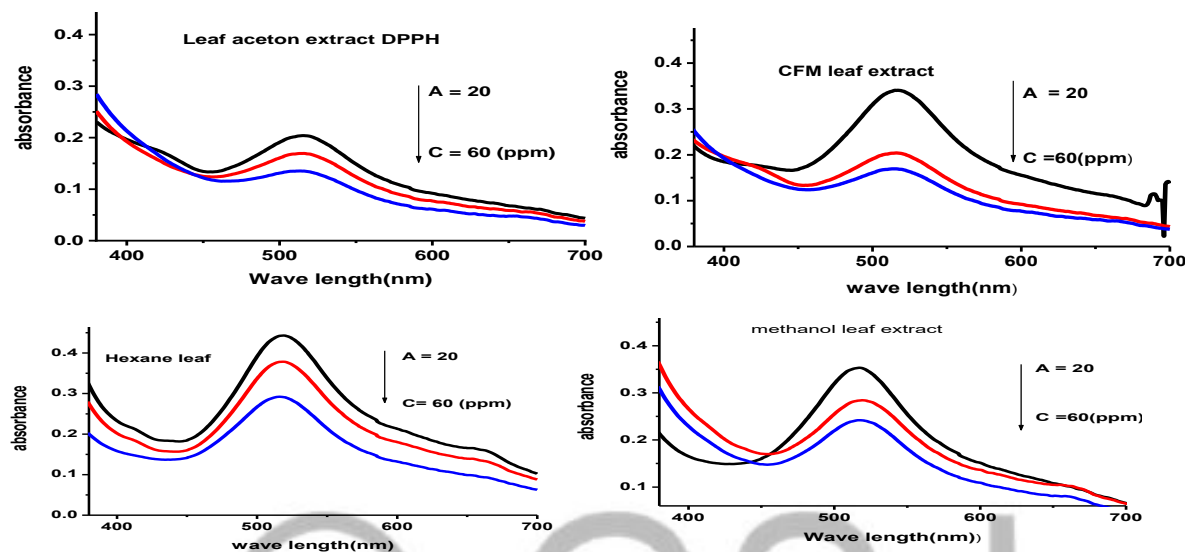 Leaf aceton extract DPPH
A = 20
C = 60 (ppm)
absorbance
0.4
0.3
0.2
0.1
0.0
400
500
600
700
Wave length(nm)
CFM leaf extract
A = 20
C =60(ppm)
absorbance
0.4
0.3
0.2
0.1
0.0
400
500
600
700
wave length(nm)
Hexane leaf
A = 20
C= 60 (ppm)
absorbance
0.4
0.2
0.0
400
500
600
700
wave length(nm)
methanol leaf extract
A = 20
C =60(ppm)
absorbance
0.4
0.3
0.2
0.1
400
500
600
700
Wave length(nm))